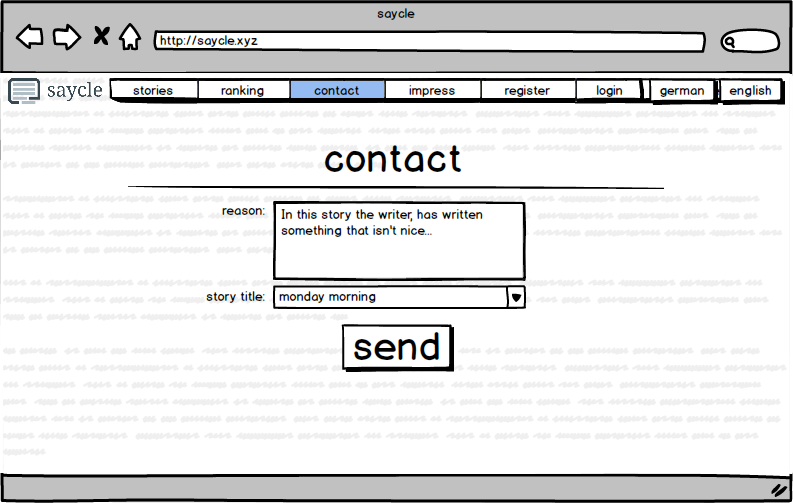 saycle
http://saycle.xyz
saycle stories ranking contact impress register login german english
contact
reason: In this story the writer, has written
something that isn't nice...
story title: monday morning
send